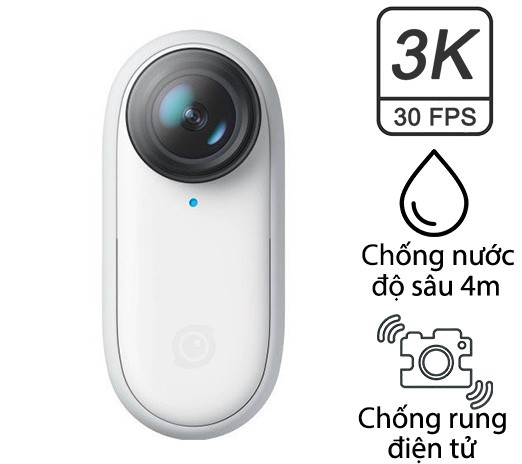 3K
30 FPS
Chống nước
độ sâu 4m
Chống rung
điện tử